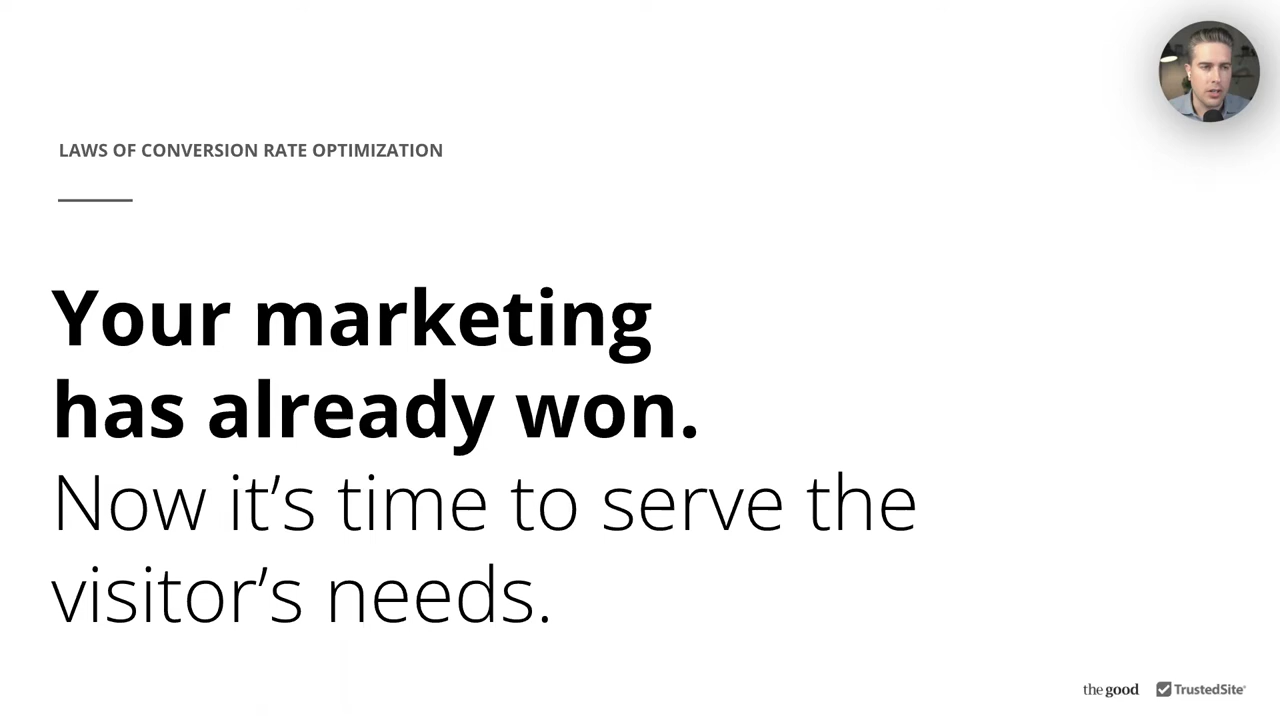 LAWS OF CONVERSION RATE OPTIMIZATION
Your marketing
has already won.
Now it’s time to serve the
visitor’s needs.
the good TrustedSite